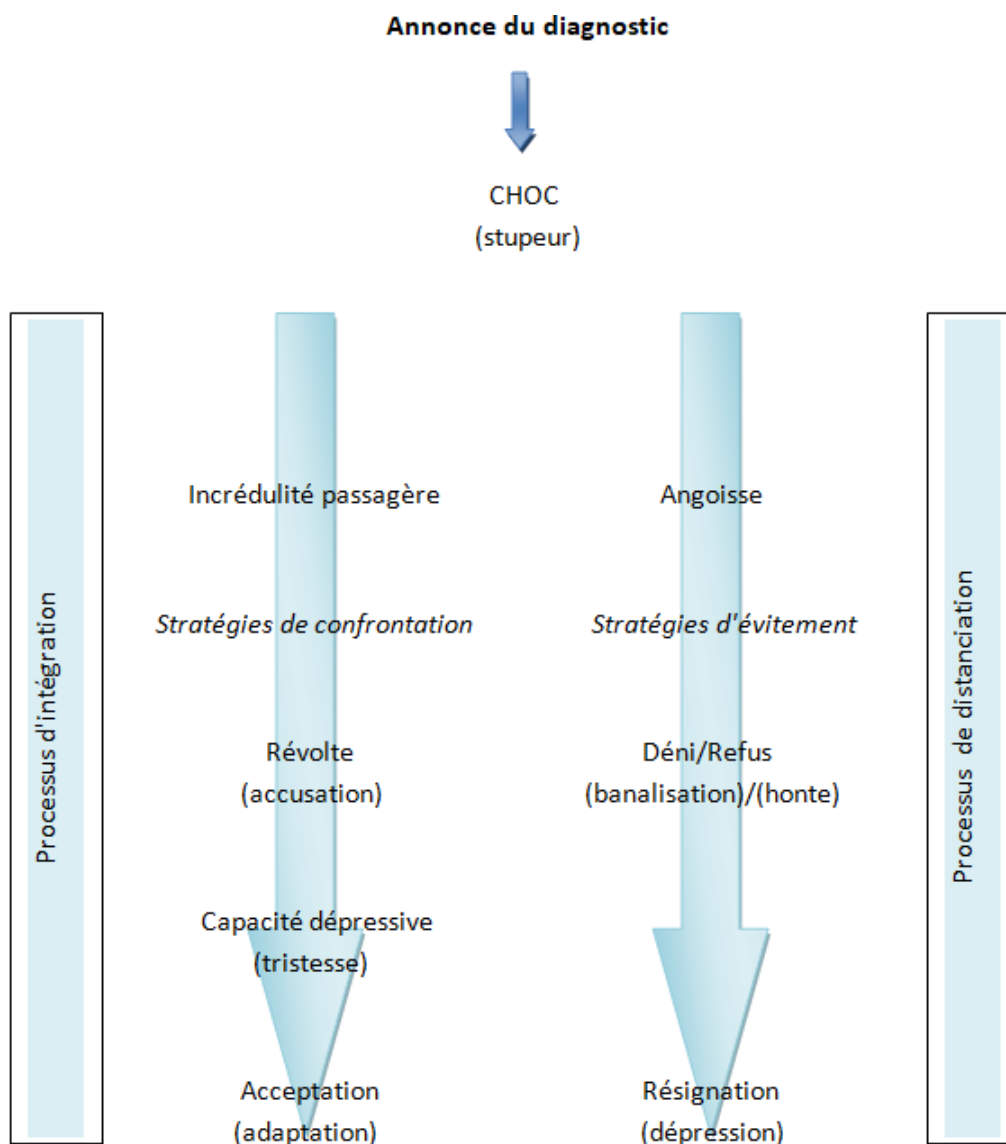 Annonce du diagnostic
CHOC
(stupeur)
Processus d'intégration
Incrédulité passagère
Stratégies de confrontation
Révolte
(accusation)
Capacité dépressive
(tristesse)
Acceptation
(adaptation)
Angoisse
Stratégies d'évitement
Déni/Refus
(banalisation)/(honte)
Résignation
(dépression)
Processus de distanciation